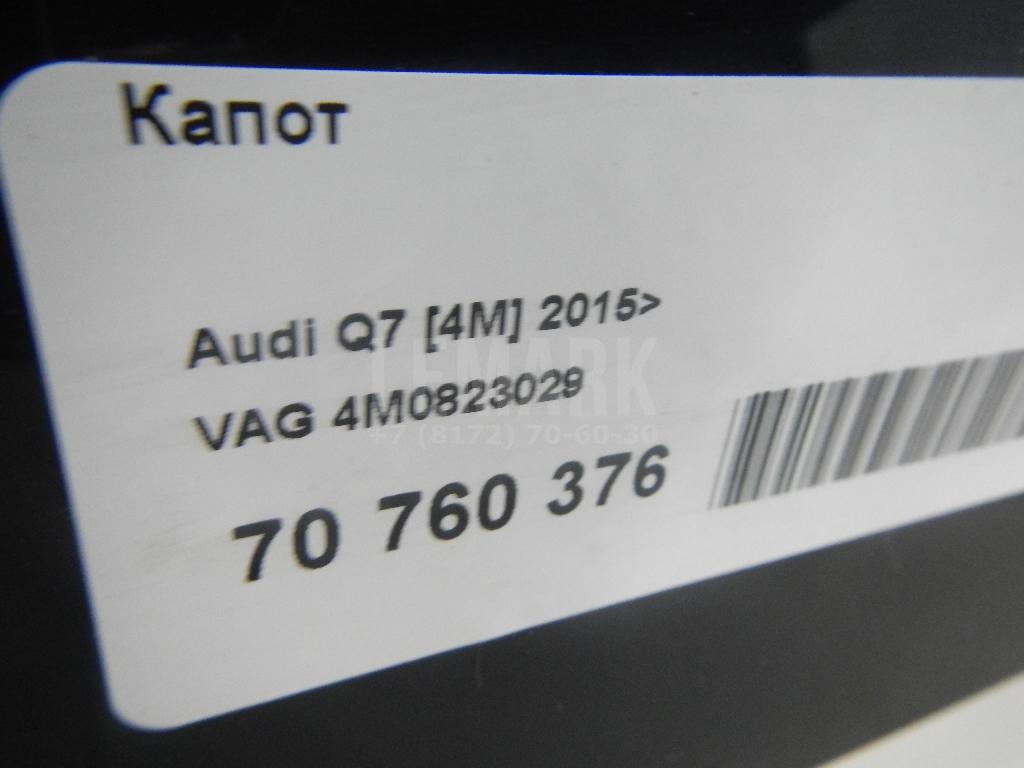 Капот
Audi Q7 [4M] 2015>
LEMARK
VAG 4M0823029
+7 (8172) 70-60-30
70 760 376